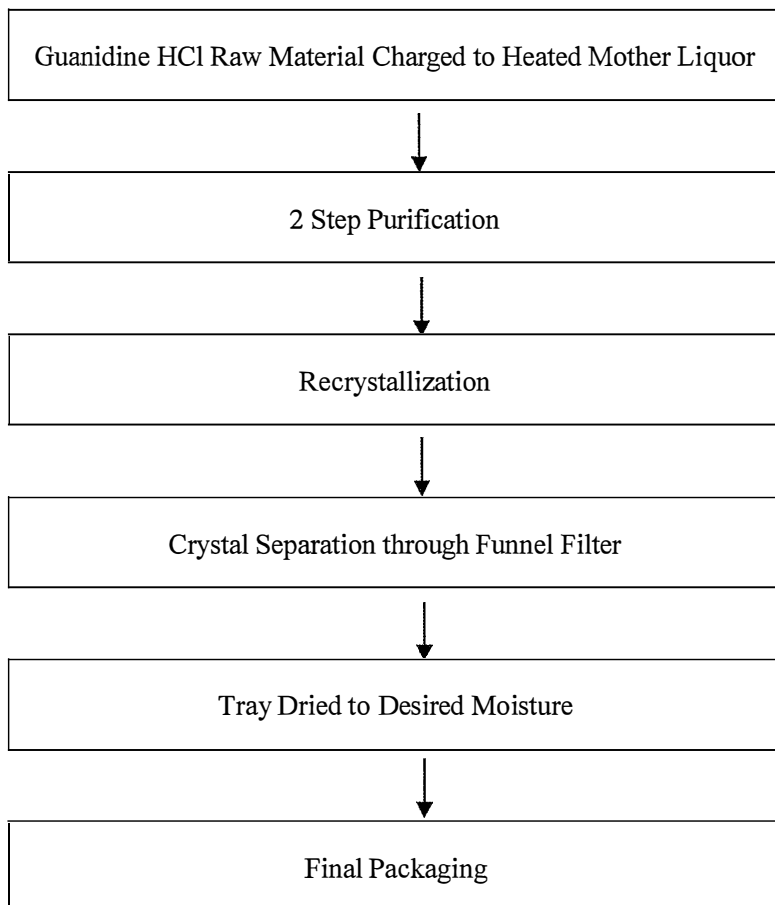 Guanidine HCl Raw Material Charged to Heated Mother Liquor
2 Step Purification
Recrystallization
Crystal Separation through Funnel Filter
Tray Dried to Desired Moisture
Final Packaging